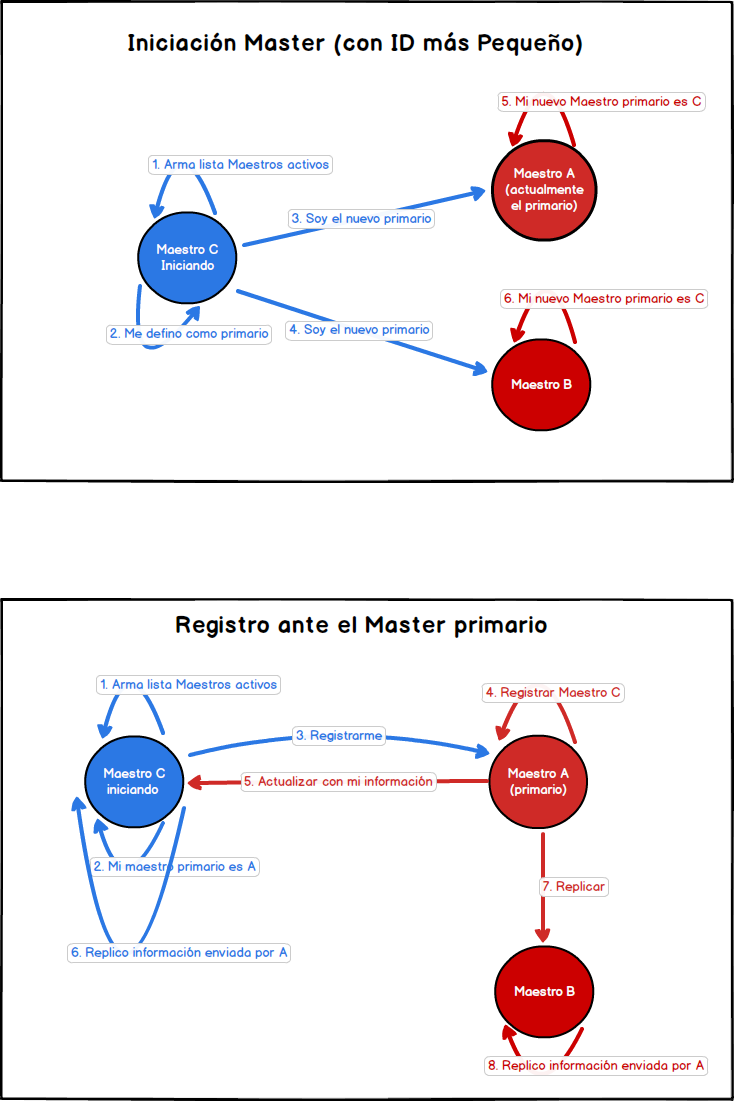 Iniciación Master (con ID más Pequeño)
5. Mi nuevo Maestro primario es C
1. Arma lista Maestros activos
Maestro A
(actualmente
el primario)
3. Soy el nuevo primario
Maestro C
Iniciando
6. Mi nuevo Maestro primario es C
2. Me defino como primario
4. Soy el nuevo primario
Maestro B
Registro ante el Master primario
1. Arma lista Maestros activos
4. Registrar Maestro C
3. Registrarme
Maestro C
iniciando
5. Actualizar con mi información
Maestro A
(primario)
2. Mi maestro primario es A
7. Replicar
6. Replico información enviada por A
Maestro B
8. Replico información enviada por A